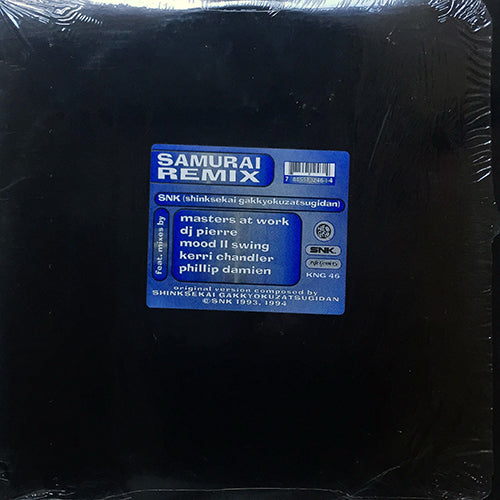 SAMURAI
REMIX
SNK (shinksekai gakkyokuzatsugidan)
feat. mixes by
masters at work
dj pierre
mood II swing
kerri chandler
phillip damien
SNK
KNG 46
original version composed by
SHINKSEKAI GAKKYOKUZATSUGIDAN
© SNK 1993, 1994